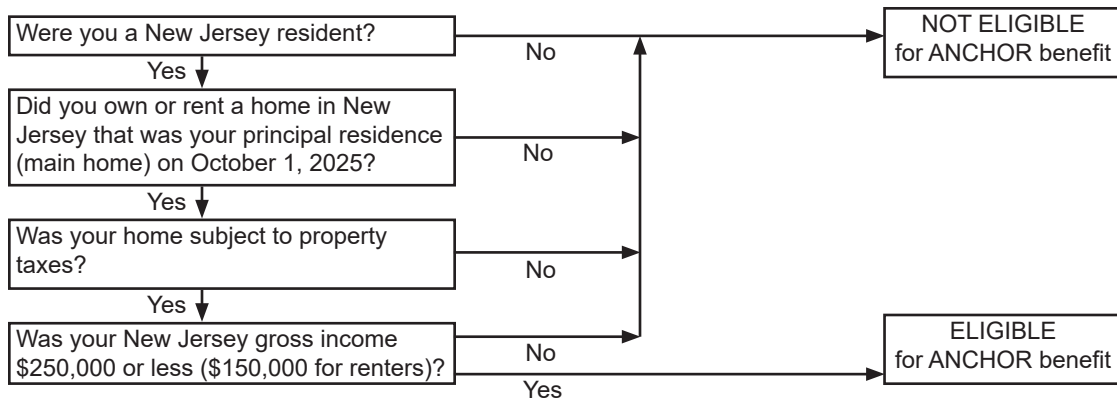 Were you a New Jersey resident?
No
NOT ELIGIBLE
for ANCHOR benefit
Yes
Did you own or rent a home in New
Jersey that was your principal residence
(main home) on October 1, 2025?
No
Yes
Was your home subject to property
taxes?
No
Yes
Was your New Jersey gross income
$250,000 or less ($150,000 for renters)?
No
Yes
ELIGIBLE
for ANCHOR benefit